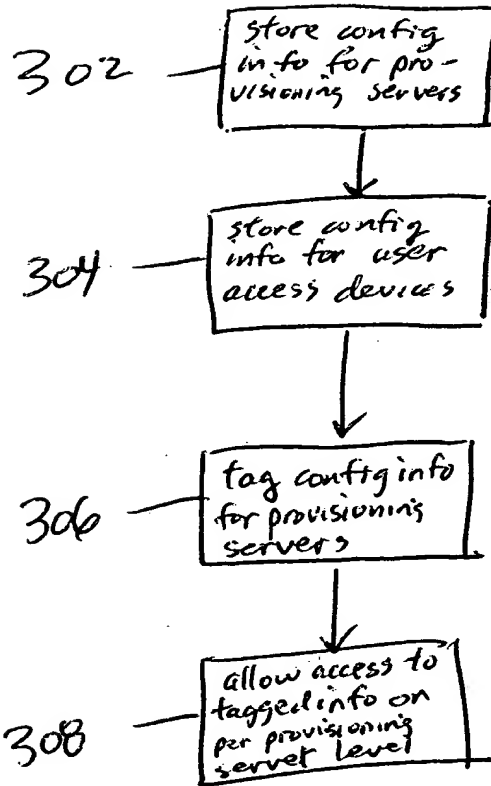 302
store config
info for pro-
visioning servers
304
store config
info for user
access devices
306
tag config info
for provisioning
servers
308
allow access to
tagged info on
per provisioning
server level